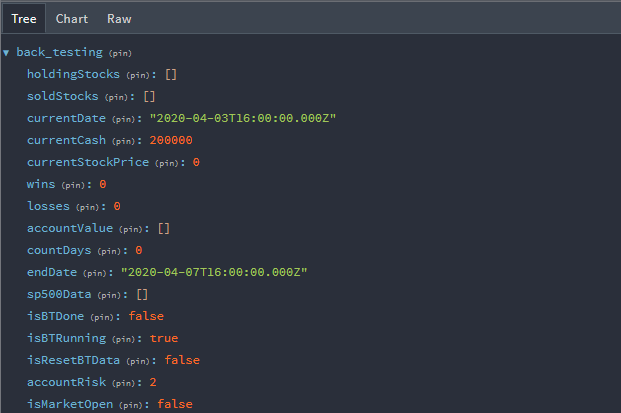 Tree Chart Raw
▼ back_testing (pin)
holdingStocks (pin): []
soldStocks (pin): []
currentDate (pin): "2020-04-03T16:00:00.000Z"
currentCash (pin): 200000
currentStockPrice (pin): 0
wins (pin): 0
losses (pin): 0
accountValue (pin): []
countDays (pin): 0
endDate (pin): "2020-04-07T16:00:00.000Z"
sp500Data (pin): []
isBTDone (pin): false
isBTRunning (pin): true
isResetBTData (pin): false
accountRisk (pin): 2
isMarketOpen (pin): false